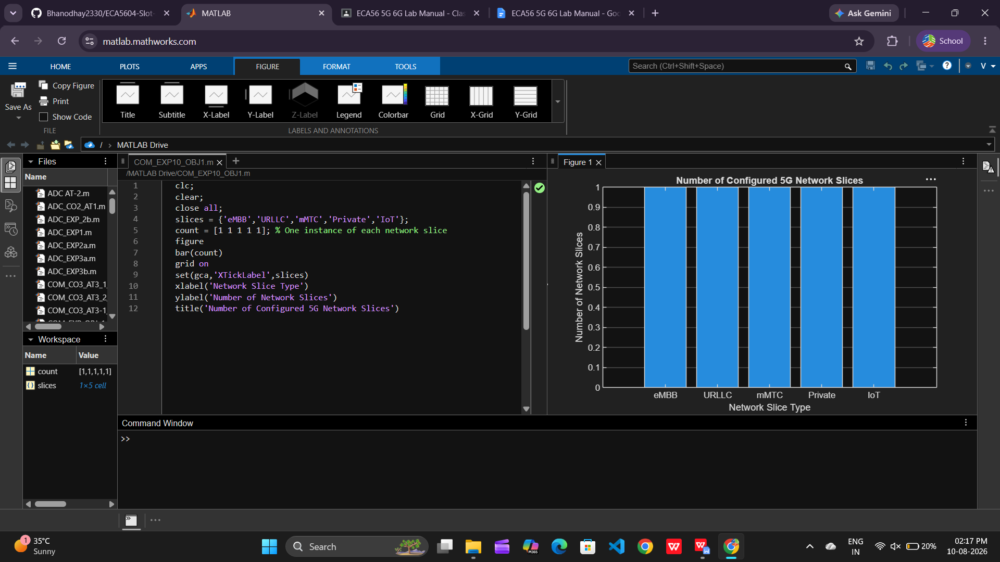 Bhanodhay2330/ECA5604-Slot-
MATLAB
ECA56 5G 6G Lab Manual - Clas
ECA56 5G 6G Lab Manual - Goo
Ask Gemini
matlab.mathworks.com
School
HOME
PLOTS
APPS
FIGURE
FORMAT
TOOLS
Search (Ctrl+Shift+Space)
V
Save As
Copy Figure
Print
Show Code
FILE
Title
Subtitle
X-Label
Y-Label
Z-Label
Legend
Colorbar
Grid
X-Grid
Y-Grid
LABELS AND ANNOTATIONS
/ › MATLAB Drive
Files
Name
ADC AT-2.m
ADC_CO2_AT1.m
ADC_EXP_2b.m
ADC_EXP1.m
ADC_EXP2a.m
ADC_EXP3a.m
ADC_EXP3b.m
COM_CO3_AT3_1_
COM_CO3_AT3_2_
COM_CO3_AT3-1_
Workspace
Name Value
count [1,1,1,1,1]
slices 1×5 cell
COM_EXP10_OBJ1.m
/MATLAB Drive/COM_EXP10_OBJ1.m
1 clc;
2 clear;
3 close all;
4 slices = {'eMBB','URLLC','mMTC','Private','IoT'};
5 count = [1 1 1 1 1]; % One instance of each network slice
6 figure
7 bar(count)
8 grid on
9 set(gca,'XTickLabel',slices)
10 xlabel('Network Slice Type')
11 ylabel('Number of Network Slices')
12 title('Number of Configured 5G Network Slices')
Figure 1
Number of Configured 5G Network Slices
Number of Network Slices
1
0.9
0.8
0.7
0.6
0.5
0.4
0.3
0.2
0.1
0
eMBB URLLC mMTC Private IoT
Network Slice Type
Command Window
>>
1
35°C
Sunny
Search
M365
ENG
IN
20%
02:17 PM
10-08-2026